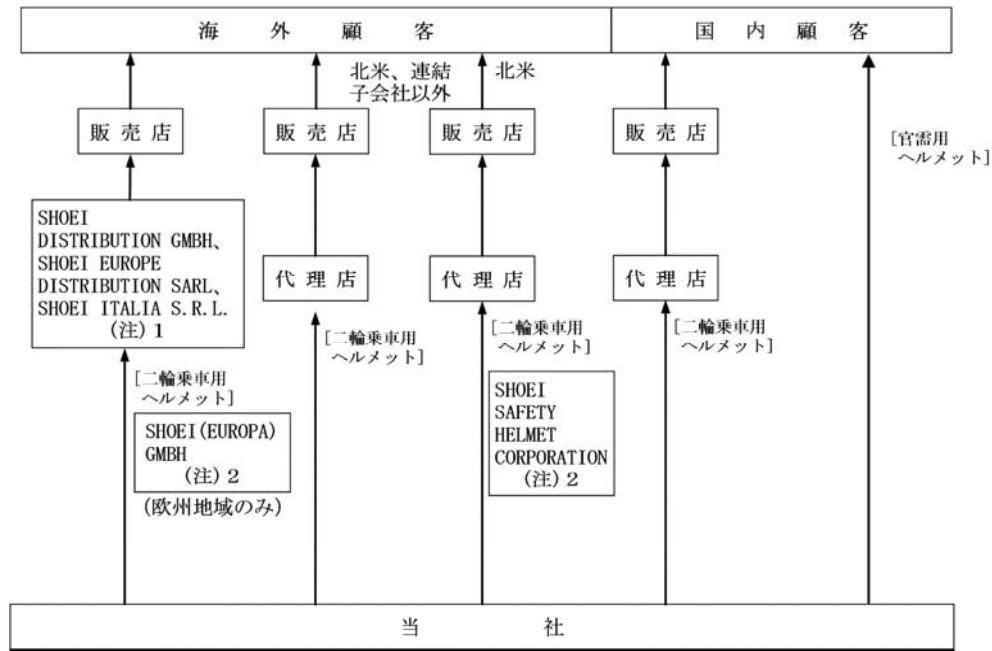 海外顧客
国内顧客
北米、連結
子会社以外
北米
販売店
販売店
販売店
販売店
[官需用
ヘルメット]
SHOEI
DISTRIBUTION GMBH、
SHOEI EUROPE
DISTRIBUTION SARL、
SHOEI ITALIA S.R.L.
(注)1
代理店
代理店
代理店
[二輪乗車用
ヘルメット]
[二輪乗車用
ヘルメット]
[二輪乗車用
ヘルメット]
[二輪乗車用
ヘルメット]
SHOEI(EUROPA)
GMBH
(注)2
(欧州地域のみ)
SHOEI
SAFETY
HELMET
CORPORATION
(注)2
当社